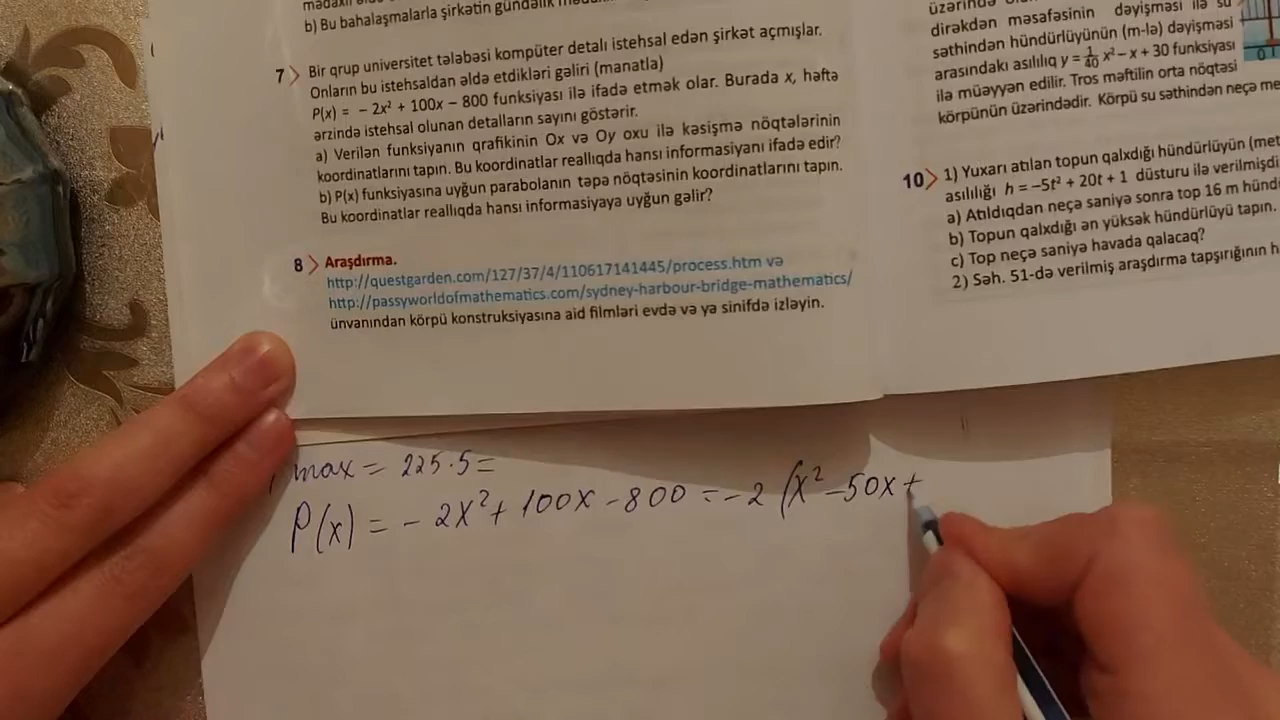 b) Bu bahalaşmalarla şirkətin gündəlik
7 Bir qrup universitet tələbəsi kompüter detalı istehsal edən şirkət açmışlar.
Onların bu istehsaldan əldə etdikləri gəliri (manatla)
P(x) = – 2x² + 100x – 800 funksiyası ilə ifadə etmək olar. Burada x, həftə
ərzində istehsal olunan detalların sayını göstərir.
a) Verilən funksiyanın qrafikinin Ox və Oy oxu ilə kəsişmə nöqtələrinin
koordinatlarını tapın. Bu koordinatlar reallıqda hansı informasiyanı ifadə edir?
b) P(x) funksiyasına uyğun parabolanın təpə nöqtəsinin koordinatlarını tapın.
Bu koordinatlar reallıqda hansı informasiyaya uyğun gəlir?
8 Araşdırma.
http://questgarden.com/127/37/4/110617141445/process.htm və
http://passyworldofmathematics.com/sydney-harbour-bridge-mathematics/
ünvanından körpü konstruksiyasına aid filmləri evdə və ya sinifdə izləyin.
üzərində
dirəkdən məsafəsinin dəyişməsi ilə su
səthindən hündürlüyünün (m-lə) dəyişməsi
arasındakı asılılıq y = 1/40 x² – x + 30 funksiyası
ilə müəyyən edilir. Tros məftilin orta nöqtəsi
körpünün üzərindədir. Körpü su səthindən neçə me
0
10 1) Yuxarı atılan topun qalxdığı hündürlüyün (met
asılılığı h = –5t² + 20t + 1 düsturu ilə verilmişdi
a) Atıldıqdan neçə saniyə sonra top 16 m hünd
b) Topun qalxdığı ən yüksək hündürlüyü tapın.
c) Top neçə saniyə havada qalacaq?
2) Səh. 51-də verilmiş araşdırma tapşırığının h
max = 225·5=
P(x) = - 2x² + 100x - 800 = -2 (x² - 50x +